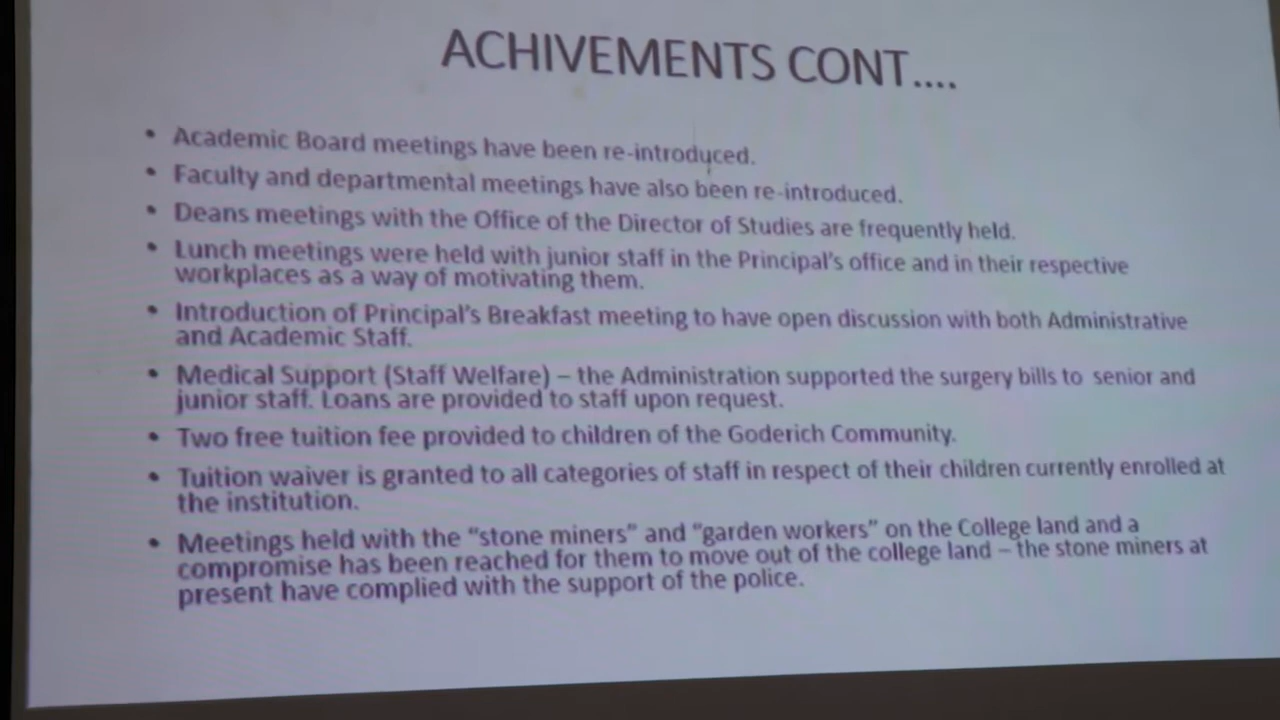 ACHIVEMENTS CONT....
• Academic Board meetings have been re-introduced.
• Faculty and departmental meetings have also been re-introduced.
• Deans meetings with the Office of the Director of Studies are frequently held.
• Lunch meetings were held with junior staff in the Principal's office and in their respective
workplaces as a way of motivating them.
• Introduction of Principal's Breakfast meeting to have open discussion with both Administrative
and Academic Staff.
• Medical Support (Staff Welfare) – the Administration supported the surgery bills to senior and
junior staff. Loans are provided to staff upon request.
• Two free tuition fee provided to children of the Goderich Community.
• Tuition waiver is granted to all categories of staff in respect of their children currently enrolled at
the institution.
• Meetings held with the "stone miners" and "garden workers" on the College land and a
compromise has been reached for them to move out of the college land – the stone miners at
present have complied with the support of the police.